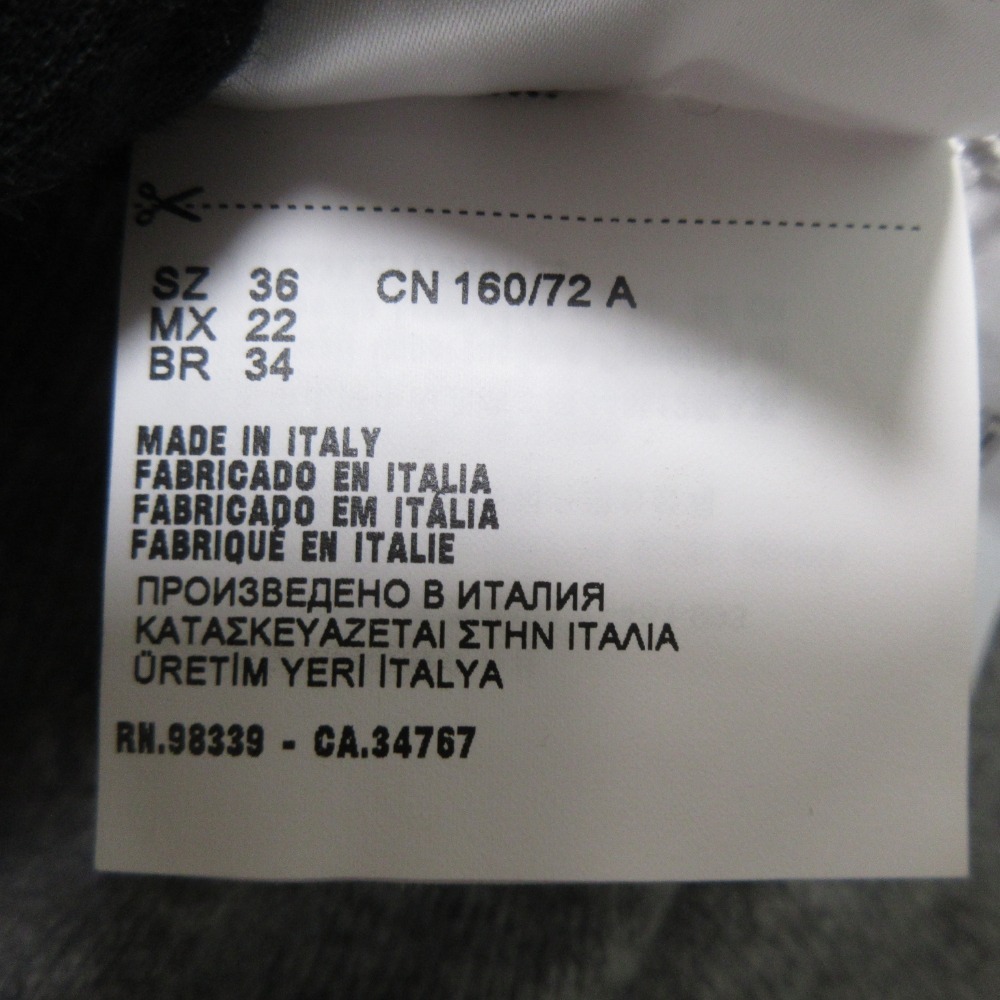 SZ 36 CN 160/72 A
MX 22
BR 34
MADE IN ITALY
FABRICADO EN ITALIA
FABRICADO EM ITÁLIA
FABRIQUÉ EN ITALIE
ПРОИЗВЕДЕНО В ИТАЛИЯ
ΚΑΤΑΣΚΕΥΑΖΕΤΑΙ ΣΤΗΝ ΙΤΑΛΙΑ
ÜRETİM YERİ İTALYA
RN.98339 - CA.34767